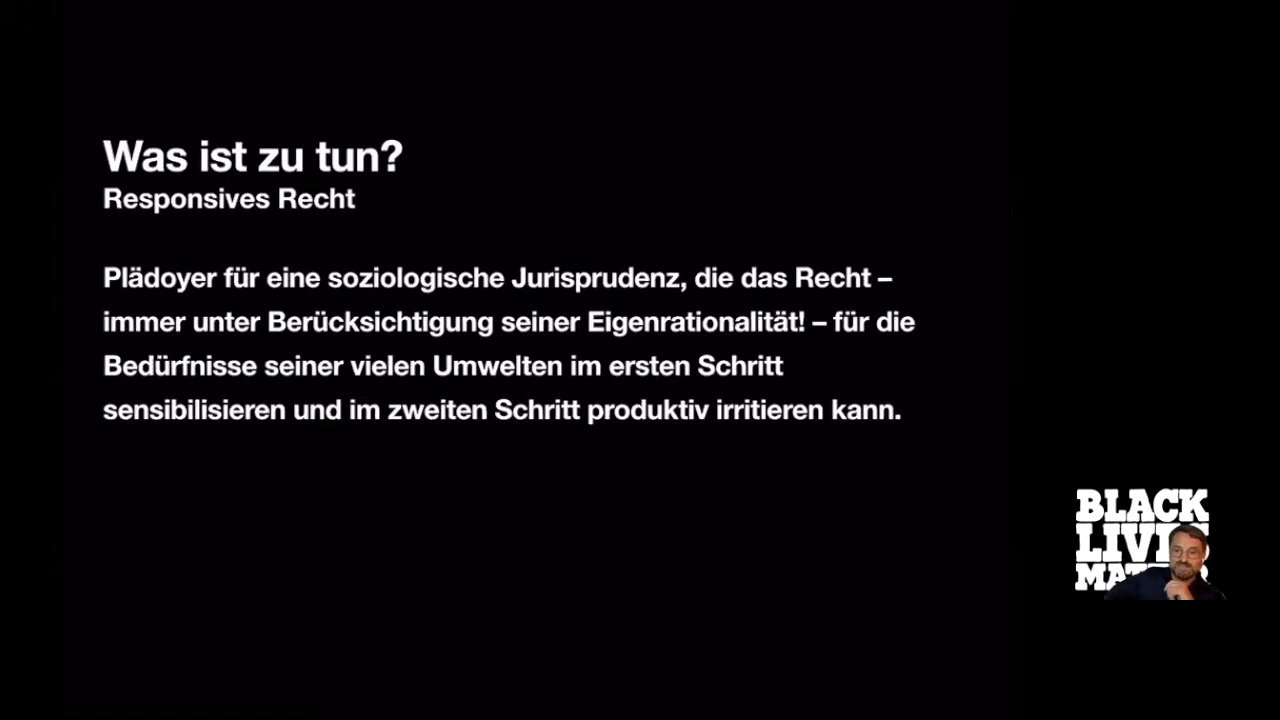 Was ist zu tun?
Responsives Recht
Plädoyer für eine soziologische Jurisprudenz, die das Recht –
immer unter Berücksichtigung seiner Eigenrationalität! – für die
Bedürfnisse seiner vielen Umwelten im ersten Schritt
sensibilisieren und im zweiten Schritt produktiv irritieren kann.
BLACK